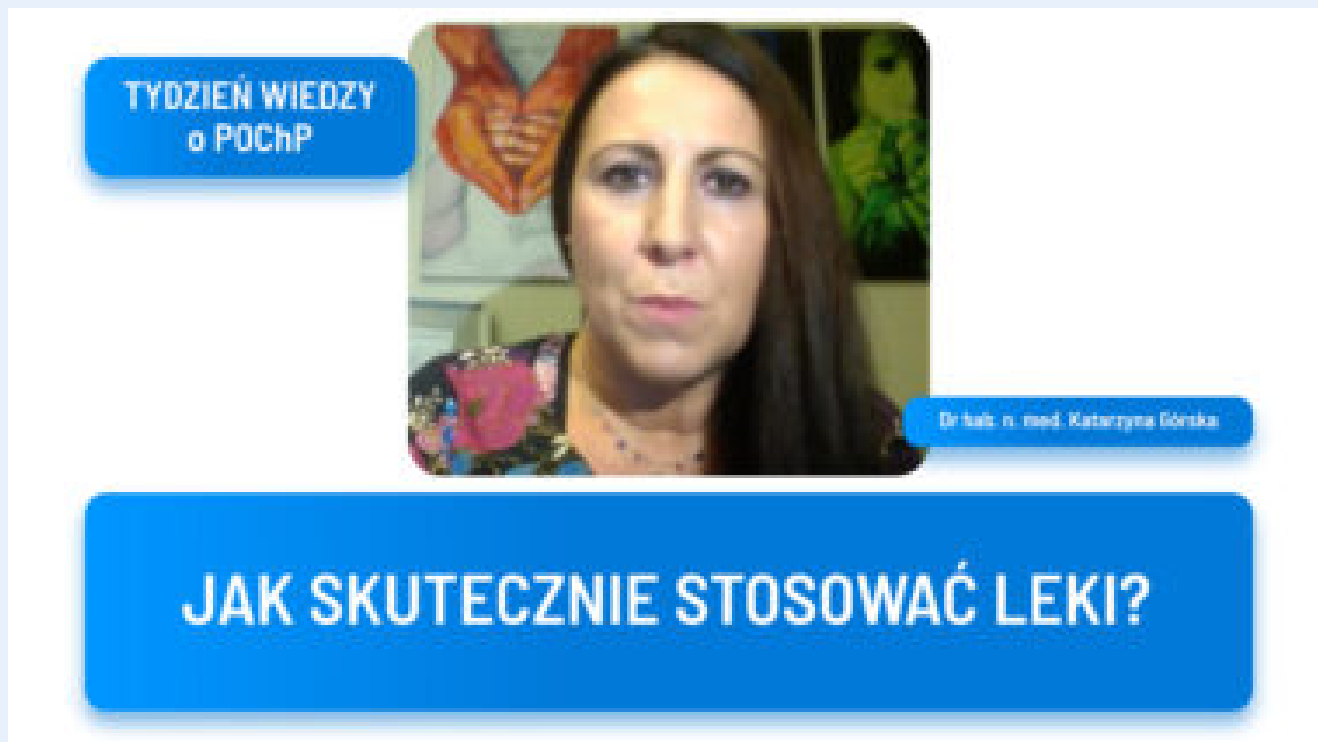 TYDZIEŃ WIEDZY
o POChP
Dr hab. n. med. Katarzyna Górska
JAK SKUTECZNIE STOSOWAĆ LEKI?